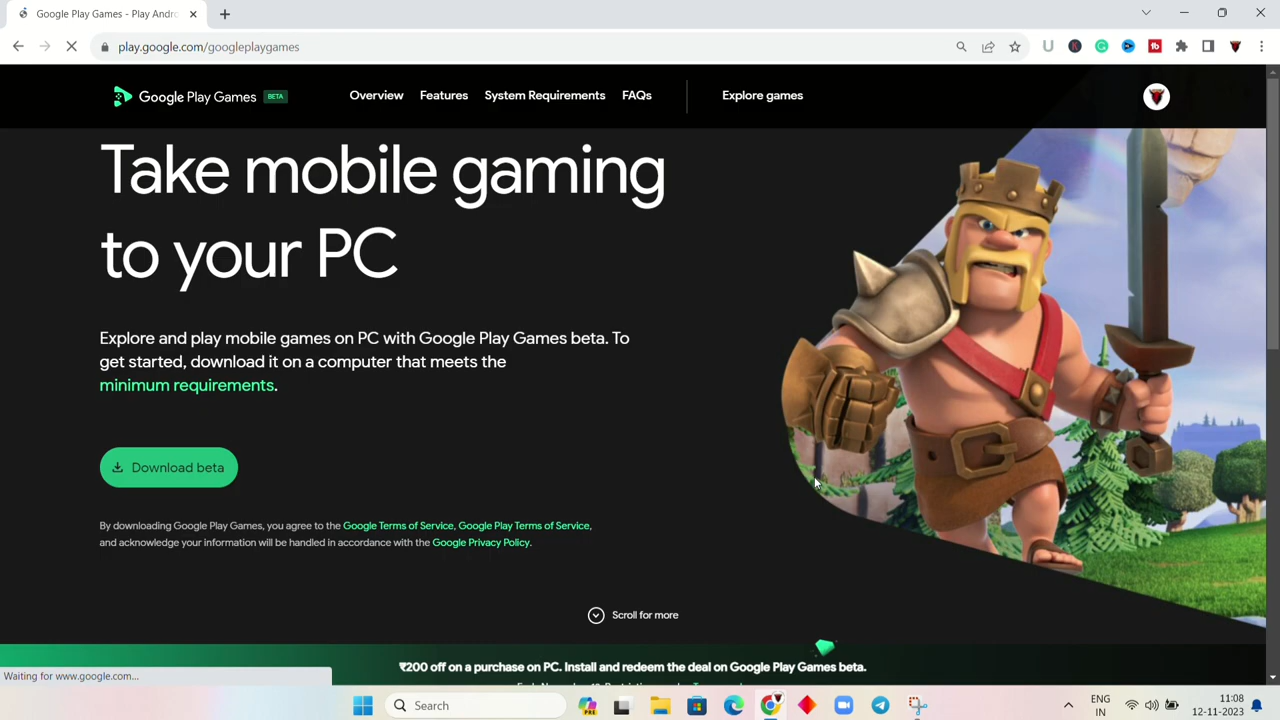 Google Play Games - Play Andro
play.google.com/googleplaygames
Google Play Games BETA
Overview Features System Requirements FAQs Explore games
Take mobile gaming
to your PC
Explore and play mobile games on PC with Google Play Games beta. To
get started, download it on a computer that meets the
minimum requirements.
Download beta
By downloading Google Play Games, you agree to the Google Terms of Service, Google Play Terms of Service,
and acknowledge your information will be handled in accordance with the Google Privacy Policy.
Scroll for more
₹200 off on a purchase on PC. Install and redeem the deal on Google Play Games beta.
Waiting for www.google.com...
Search
PRE
ENG
IN
11:08
12-11-2023